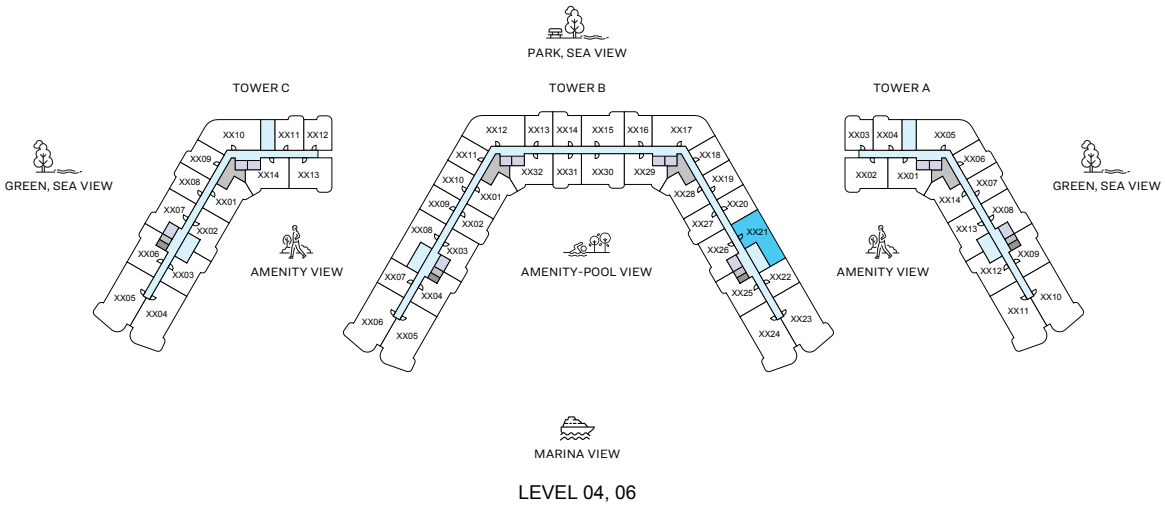 PARK, SEA VIEW
TOWER C
TOWER B
TOWER A
XX10
XX11
XX12
XX09
XX08
XX14
XX13
XX07
XX01
XX02
XX06
XX03
XX05
XX04
XX12
XX13
XX14
XX15
XX16
XX17
XX11
XX18
XX10
XX32
XX31
XX30
XX29
XX19
XX09
XX01
XX28
XX20
XX08
XX02
XX27
XX21
XX07
XX03
XX26
XX22
XX04
XX25
XX06
XX05
XX24
XX23
XX03
XX04
XX05
XX02
XX01
XX06
XX07
XX14
XX08
XX13
XX09
XX12
XX10
XX11
GREEN, SEA VIEW
GREEN, SEA VIEW
AMENITY VIEW
AMENITY-POOL VIEW
AMENITY VIEW
MARINA VIEW
LEVEL 04, 06